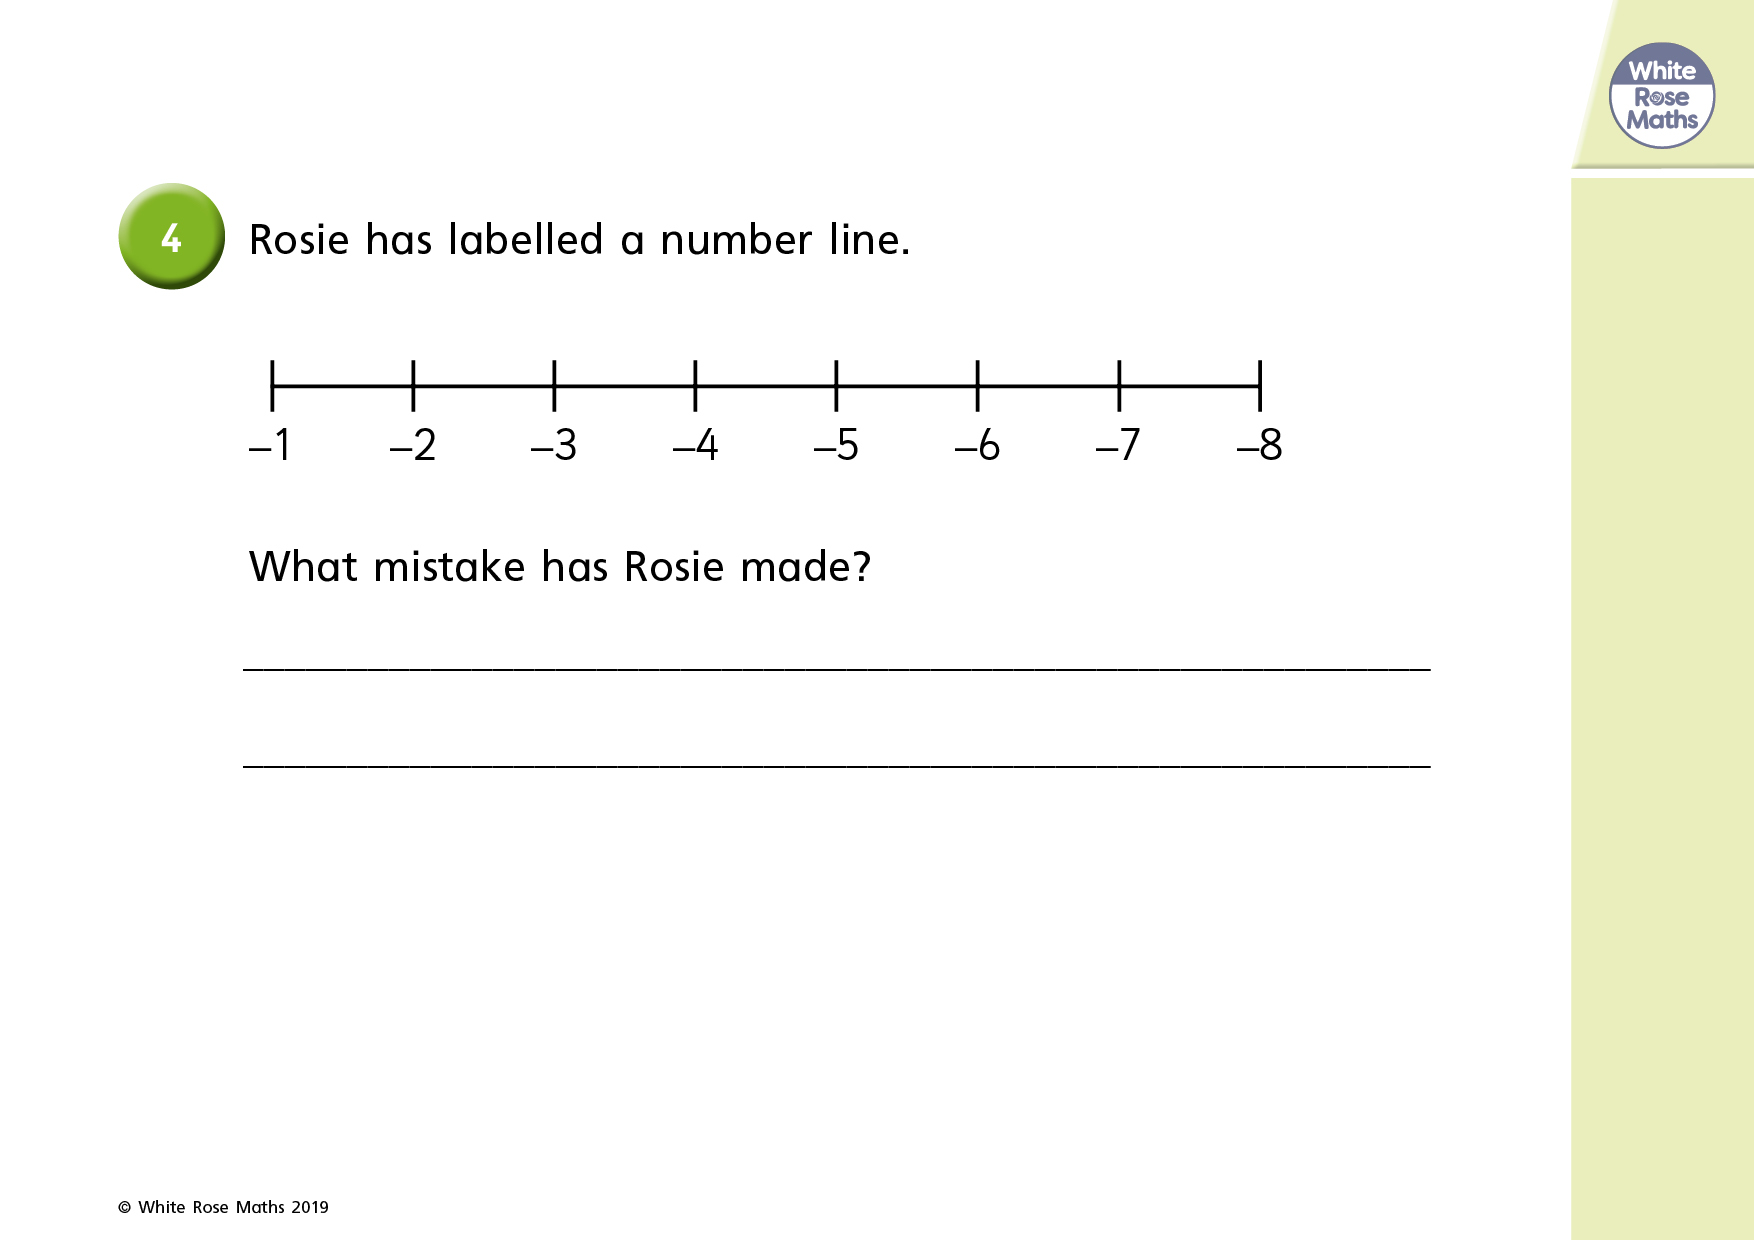 White
Rose
Maths
4 Rosie has labelled a number line.
–1 –2 –3 –4 –5 –6 –7 –8
What mistake has Rosie made?
© White Rose Maths 2019